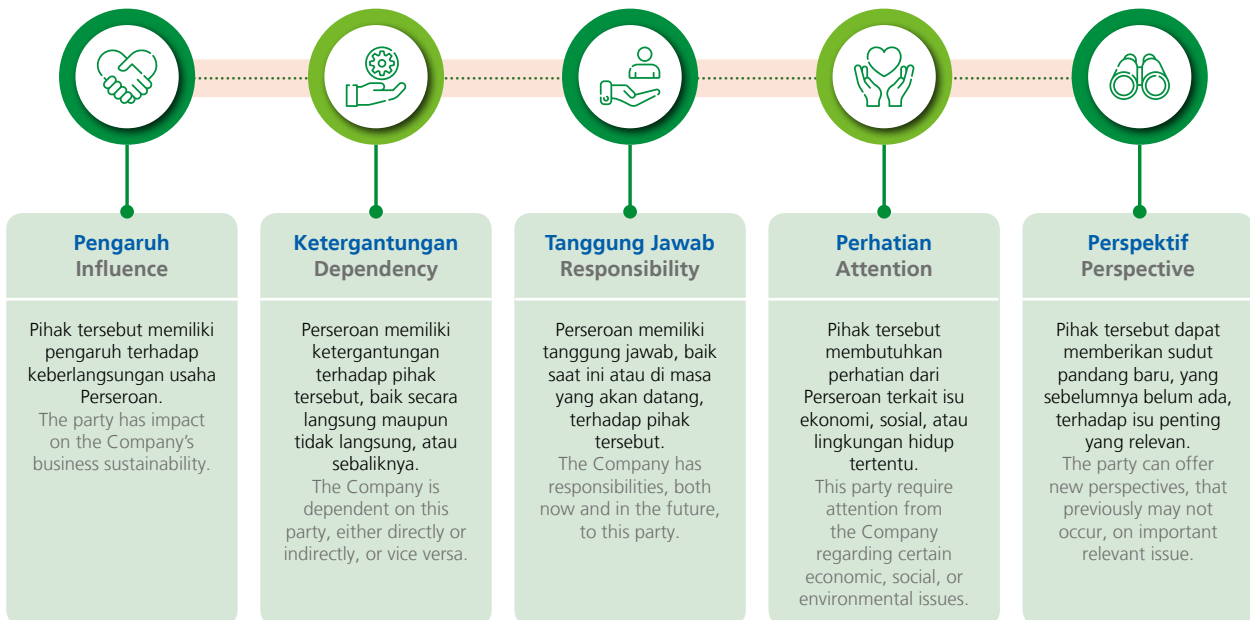 Pengaruh
Influence
Pihak tersebut memiliki
pengaruh terhadap
keberlangsungan usaha
Perseroan.
The party has impact
on the Company's
business sustainability.
Ketergantungan
Dependency
Perseroan memiliki
ketergantungan
terhadap pihak
tersebut, baik secara
langsung maupun
tidak langsung, atau
sebaliknya.
The Company is
dependent on this
party, either directly or
indirectly, or vice versa.
Tanggung Jawab
Responsibility
Perseroan memiliki
tanggung jawab, baik
saat ini atau di masa
yang akan datang,
terhadap pihak
tersebut.
The Company has
responsibilities, both
now and in the future,
to this party.
Perhatian
Attention
Pihak tersebut
membutuhkan
perhatian dari
Perseroan terkait isu
ekonomi, sosial, atau
lingkungan hidup
tertentu.
This party require
attention from
the Company
regarding certain
economic, social, or
environmental issues.
Perspektif
Perspective
Pihak tersebut dapat
memberikan sudut
pandang baru, yang
sebelumnya belum ada,
terhadap isu penting
yang relevan.
The party can offer
new perspectives, that
previously may not
occur, on important
relevant issue.